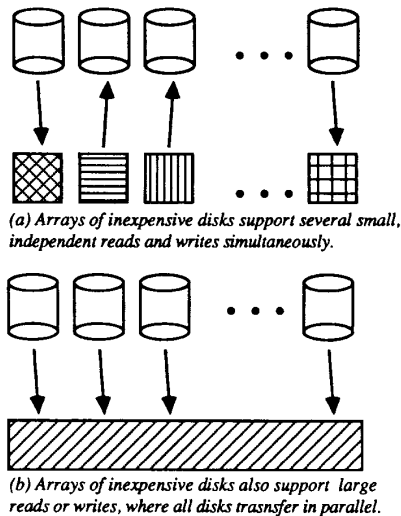 (a) Arrays of inexpensive disks support several small,
independent reads and writes simultaneously.
(b) Arrays of inexpensive disks also support large
reads or writes, where all disks trasnsfer in parallel.